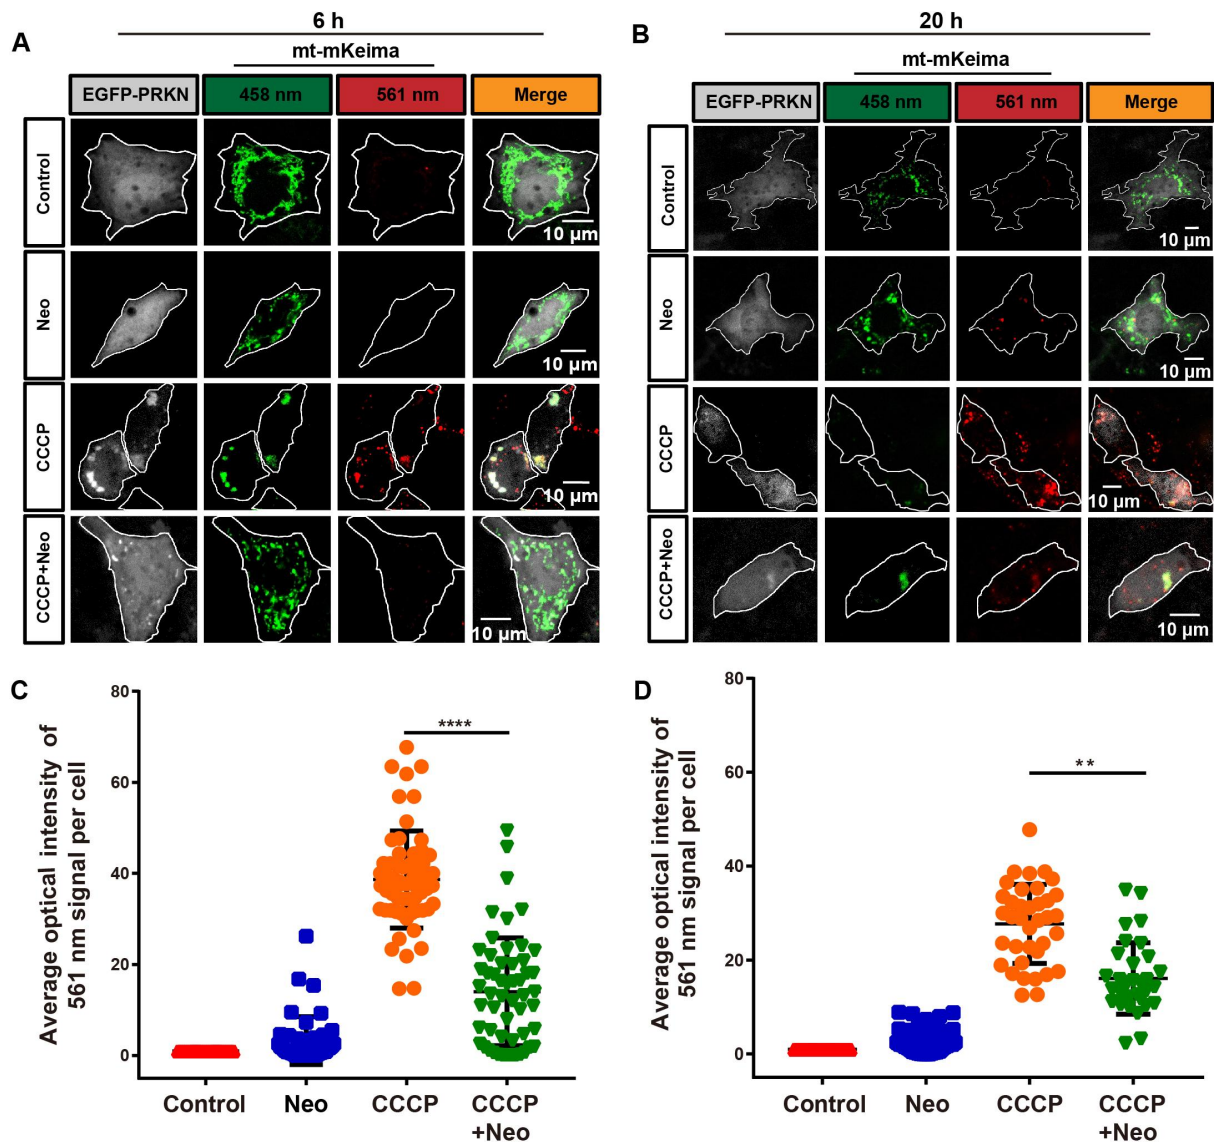 A
6 h
mt-mKeima
EGFP-PRKN 458 nm 561 nm Merge
Control
10 µm
Neo
10 µm
CCCP
10 µm
CCCP+Neo
10 µm
B
20 h
mt-mKeima
EGFP-PRKN 458 nm 561 nm Merge
Control
10 µm
Neo
10 µm
CCCP
10 µm
CCCP+Neo
10 µm
C
Average optical intensity of
561 nm signal per cell
80
60
40
20
0
****
Control Neo CCCP CCCP
+Neo
D
Average optical intensity of
561 nm signal per cell
80
60
40
20
0
**
Control Neo CCCP CCCP
+Neo